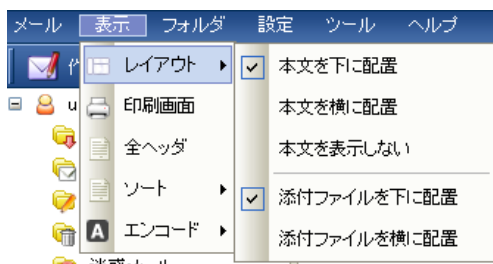 メール 表示 フォルダ 設定 ツール ヘルプ
レイアウト
印刷画面
全ヘッダ
ソート
エンコード
本文を下に配置
本文を横に配置
本文を表示しない
添付ファイルを下に配置
添付ファイルを横に配置
u